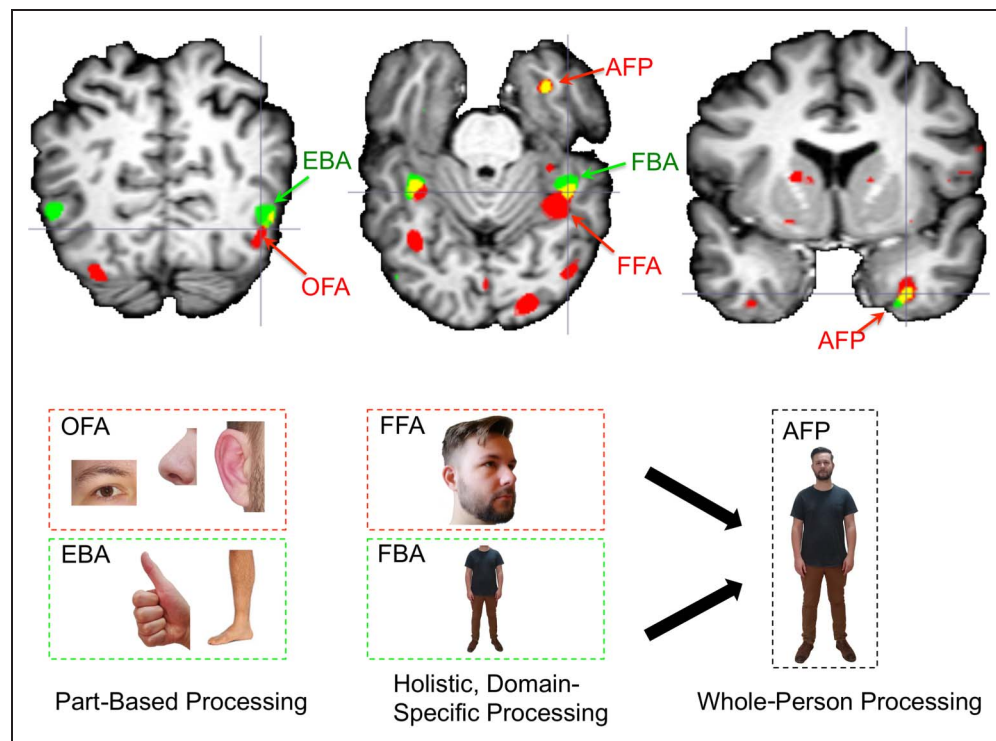 AFP
EBA
FBA
OFA
FFA
AFP
OFA
FFA
AFP
EBA
FBA
Part-Based Processing
Holistic, Domain-
Specific Processing
Whole-Person Processing